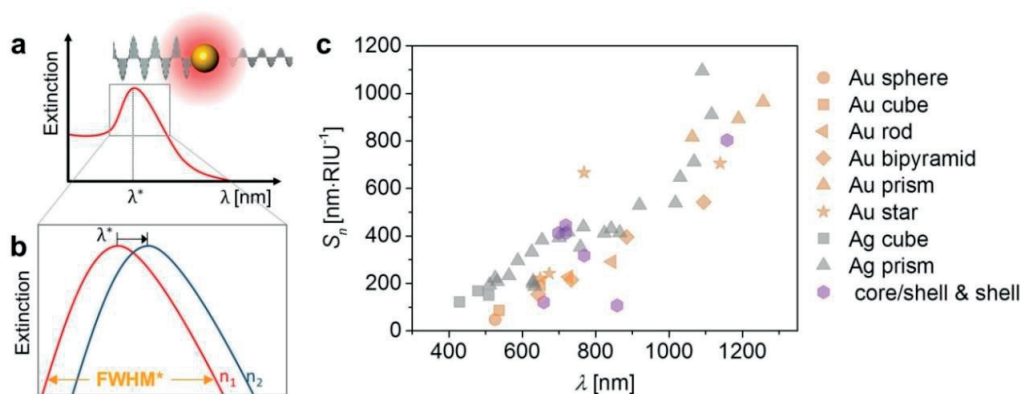 a
Extinction
λ*
λ [nm]
b
λ*
Extinction
FWHM*
n₁
n₂
c
Sₙ [nm·RIU⁻¹]
1200
1000
800
600
400
200
0
400
600
800
1000
1200
λ [nm]
Au sphere
Au cube
Au rod
Au bipyramid
Au prism
Au star
Ag cube
Ag prism
core/shell & shell